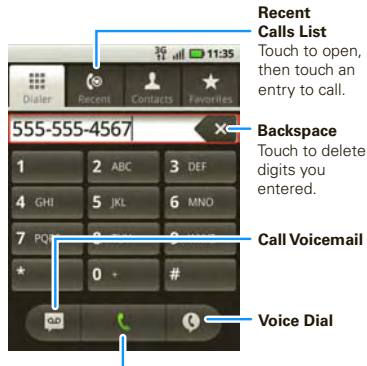 Recent
Calls List
Touch to open,
then touch an
entry to call.
3G 11:35
Dialer Recent Contacts Favorites
555-555-4567
Backspace
Touch to delete
digits you
entered.
1 2 ABC 3 DEF
4 GHI 5 JKL 6 MNO
7
Call Voicemail
* 0 + #
Voice Dial